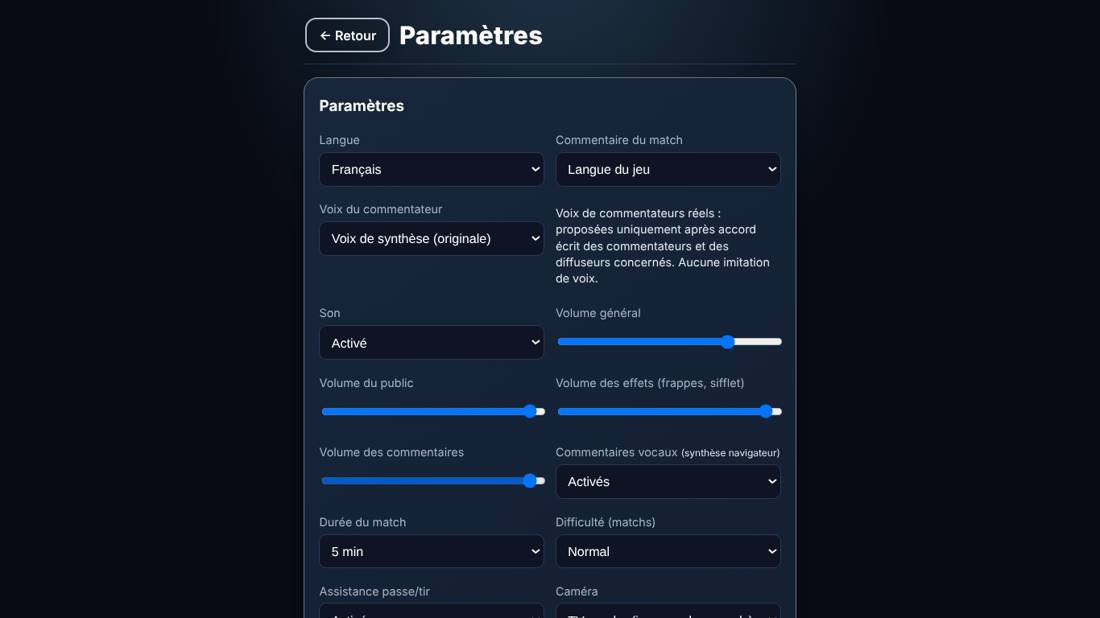 ← Retour
Paramètres
Paramètres
Langue
Commentaire du match
Français
Langue du jeu
Voix du commentateur
Voix de synthèse (originale)
Voix de commentateurs réels :
proposées uniquement après accord
écrit des commentateurs et des
diffuseurs concernés. Aucune imitation
de voix.
Son
Volume général
Activé
Volume du public
Volume des effets (frappes, sifflet)
Volume des commentaires
Commentaires vocaux (synthèse navigateur)
Activés
Durée du match
Difficulté (matchs)
5 min
Normal
Assistance passe/tir
Caméra